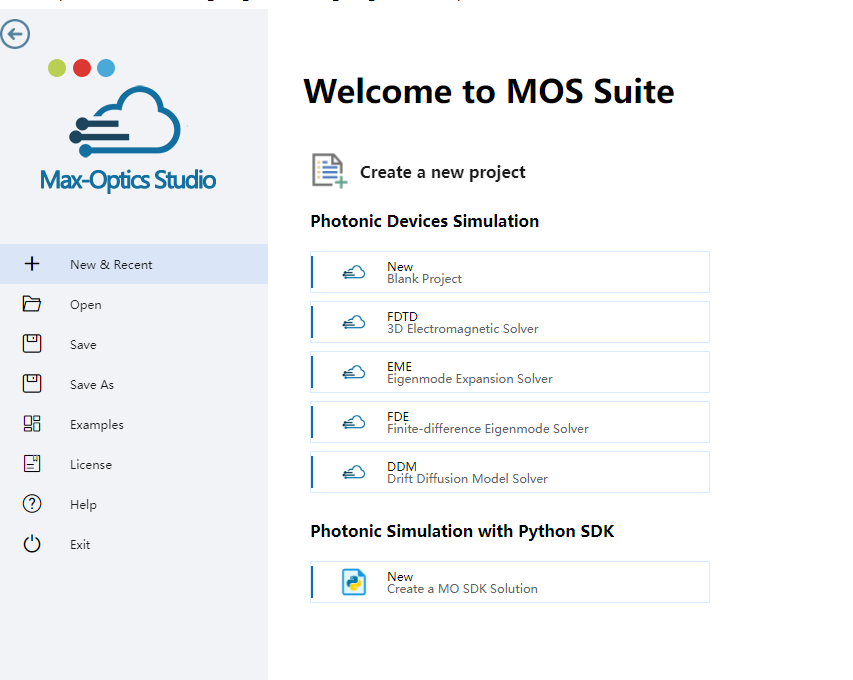 Max-Optics Studio
New & Recent
Open
Save
Save As
Examples
License
Help
Exit
Welcome to MOS Suite
Create a new project
Photonic Devices Simulation
New
Blank Project
FDTD
3D Electromagnetic Solver
EME
Eigenmode Expansion Solver
FDE
Finite-difference Eigenmode Solver
DDM
Drift Diffusion Model Solver
Photonic Simulation with Python SDK
New
Create a MO SDK Solution